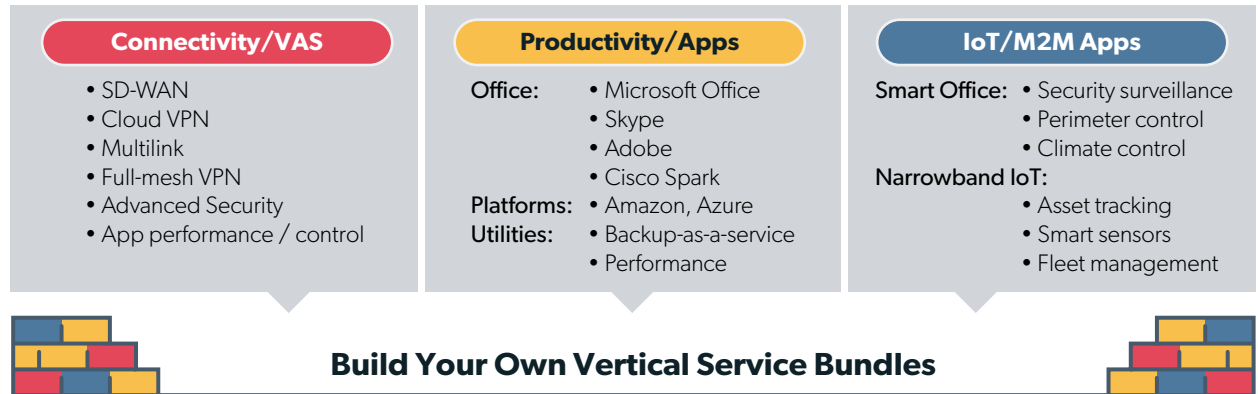 Connectivity/VAS
• SD-WAN
• Cloud VPN
• Multilink
• Full-mesh VPN
• Advanced Security
• App performance / control
Productivity/Apps
Office: • Microsoft Office
• Skype
• Adobe
• Cisco Spark
Platforms: • Amazon, Azure
Utilities: • Backup-as-a-service
• Performance
IoT/M2M Apps
Smart Office: • Security surveillance
• Perimeter control
• Climate control
Narrowband IoT:
• Asset tracking
• Smart sensors
• Fleet management
Build Your Own Vertical Service Bundles